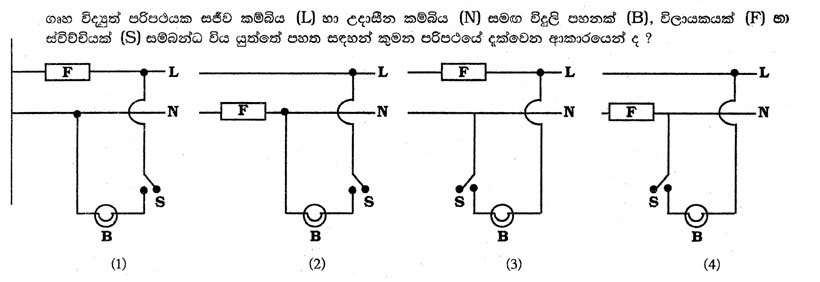 ගෘහ විද්‍යුත් පරිපථයක සජීව කම්බිය (L) හා උදාසීන කම්බිය (N) සමඟ විදුලි පහනක් (B), විලායකයක් (F) හා
ස්විච්චියක් (S) සම්බන්ධ විය යුත්තේ පහත සඳහන් කුමන පරිපථයේ දැක්වෙන ආකාරයෙන් ද ?
F L L F L L
N F N N F N
S S S S
B B B B
(1) (2) (3) (4)